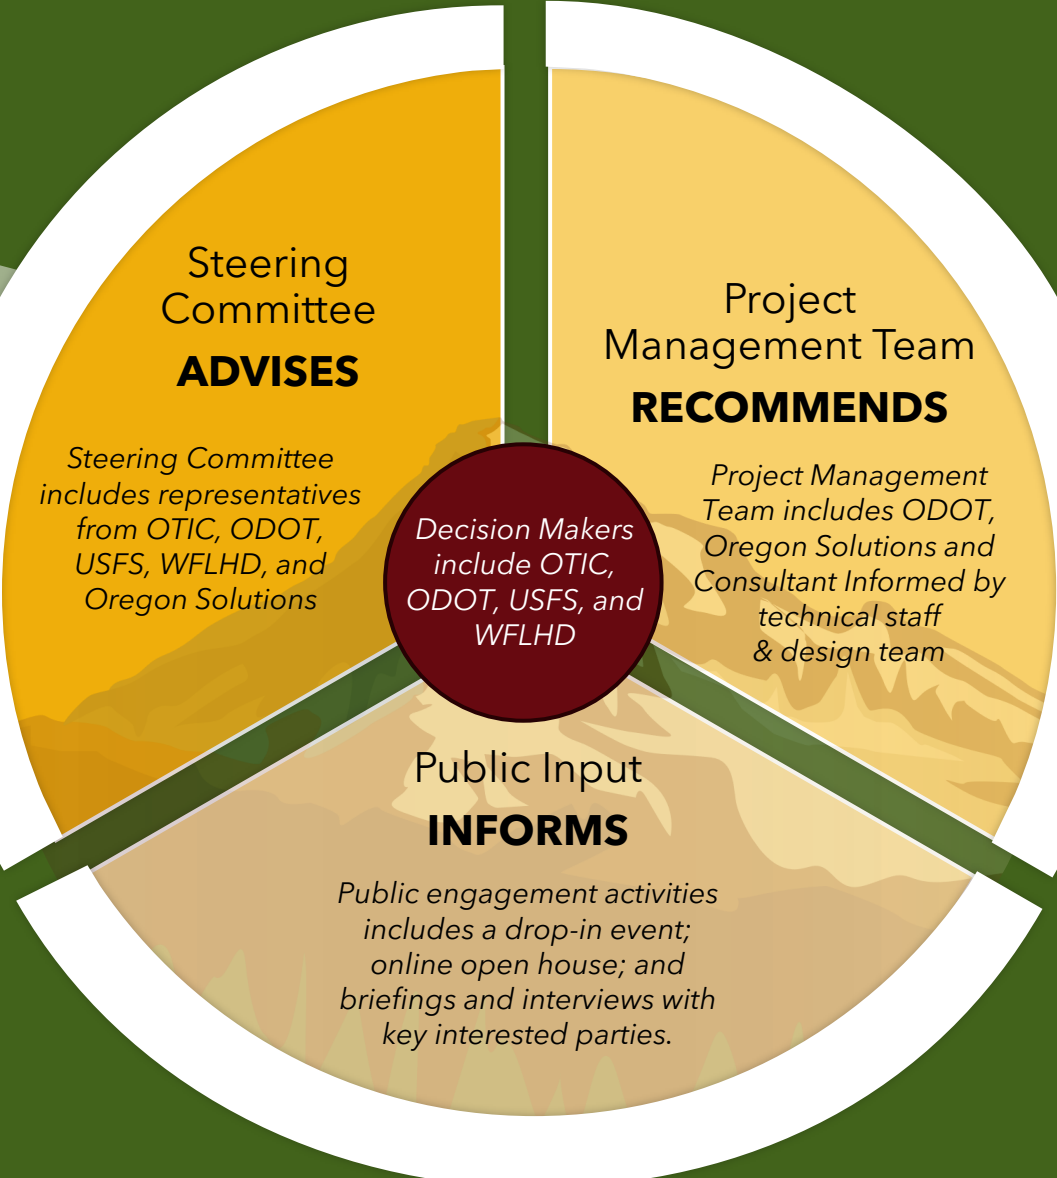 Steering
Committee
ADVISES
Steering Committee
includes representatives
from OTIC, ODOT,
USFS, WFLHD, and
Oregon Solutions
Project
Management Team
RECOMMENDS
Project Management
Team includes ODOT,
Oregon Solutions and
Consultant Informed by
technical staff
& design team
Decision Makers
include OTIC,
ODOT, USFS, and
WFLHD
Public Input
INFORMS
Public engagement activities
includes a drop-in event;
online open house; and
briefings and interviews with
key interested parties.